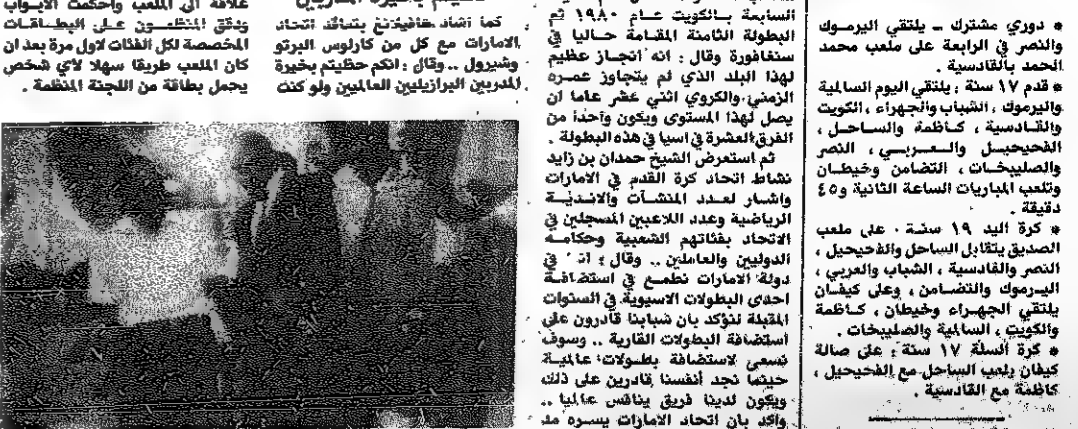 * دوري مشترك ـ يلتقي اليرموك
والنصر في الرابعة على ملعب محمد
الحمد بالقادسية .
* قدم ١٧ سنة : يلتقي اليوم السالمية
واليرموك ، الشباب والجهراء ، الكويت
والقادسية ، كاظمة والساحل ،
الفحيحيل والعربي ، النصر
والصليبخات ، التضامن وخيطان
وتلعب المباريات الساعة الثانية و٤٥
دقيقة .
* كرة اليد ١٩ سنة . على ملعب
الصديق يتقابل الساحل والفحيحيل ،
النصر والقادسية ، الشباب والعربي ،
اليرموك والتضامن ، وعلى كيفان
يلتقي الجهراء وخيطان ، كاظمة
والكويت ، السالمية والصليبخات .
* كرة السلة ١٧ سنة : على صالة
كيفان يلعب الساحل مع الفحيحيل ،
كاظمة مع القادسية .
السابعة بالكويت عام ١٩٨٠ ثم
البطولة الثامنة المقامة حاليا في
سنغافورة وقال : انه انجاز عظيم
لهذا البلد الذي لم يتجاوز عمره
الزمني والكروي اثني عشر عاما ان
يصل لهذا المستوى ويكون واحدا من
الفرق العشرة في اسيا في هذه البطولة .
ثم استعرض الشيخ حمدان بن زايد
نشاط اتحاد كرة القدم في الامارات
واشار لعدد المنشآت والاندية
الرياضية وعدد اللاعبين المسجلين في
الاتحاد بفئاتهم الشعبية وحكامه
الدوليين والعاملين .. وقال : في
دولة الامارات نطمع في استضافة
احدى البطولات الاسيوية في السنوات
المقبلة لنؤكد بان شبابنا قادرون على
استضافة البطولات القارية .. وسوف
نسعى لاستضافة بطولات عالمية
حينما نجد أنفسنا قادرين على ذلك
ويكون لدينا فريق ينافس عالميا ..
واكد بان اتحاد الامارات يسره
كما اشاد هافيلانج بتعاقد اتحاد
الامارات مع كل من كارلوس البرتو
وشيرول .. وقال : انكم حظيتم بخيرة
المدربين البرازيليين العالميين ولو كنت
علاقة الى الملعب واحكمت الابواب
ودقق المنظمون على البطاقات
المخصصة لكل الفئات لاول مرة بعد ان
كان الملعب طريقا سهلا لأي شخص
يحمل بطاقة من اللجنة المنظمة .